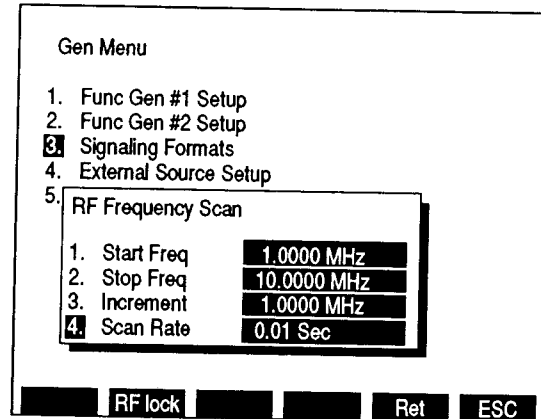 Gen Menu
1. Func Gen #1 Setup
2. Func Gen #2 Setup
3. Signaling Formats
4. External Source Setup
5.
RF Frequency Scan
1. Start Freq 1.0000 MHz
2. Stop Freq 10.0000 MHz
3. Increment 1.0000 MHz
4. Scan Rate 0.01 Sec
RF lock Ret ESC